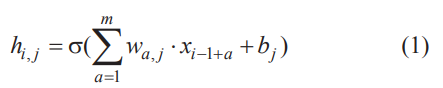 h_{i,j} = σ(∑_{a=1}^{m} w_{a,j} · x_{i−1+a} + b_j) (1)